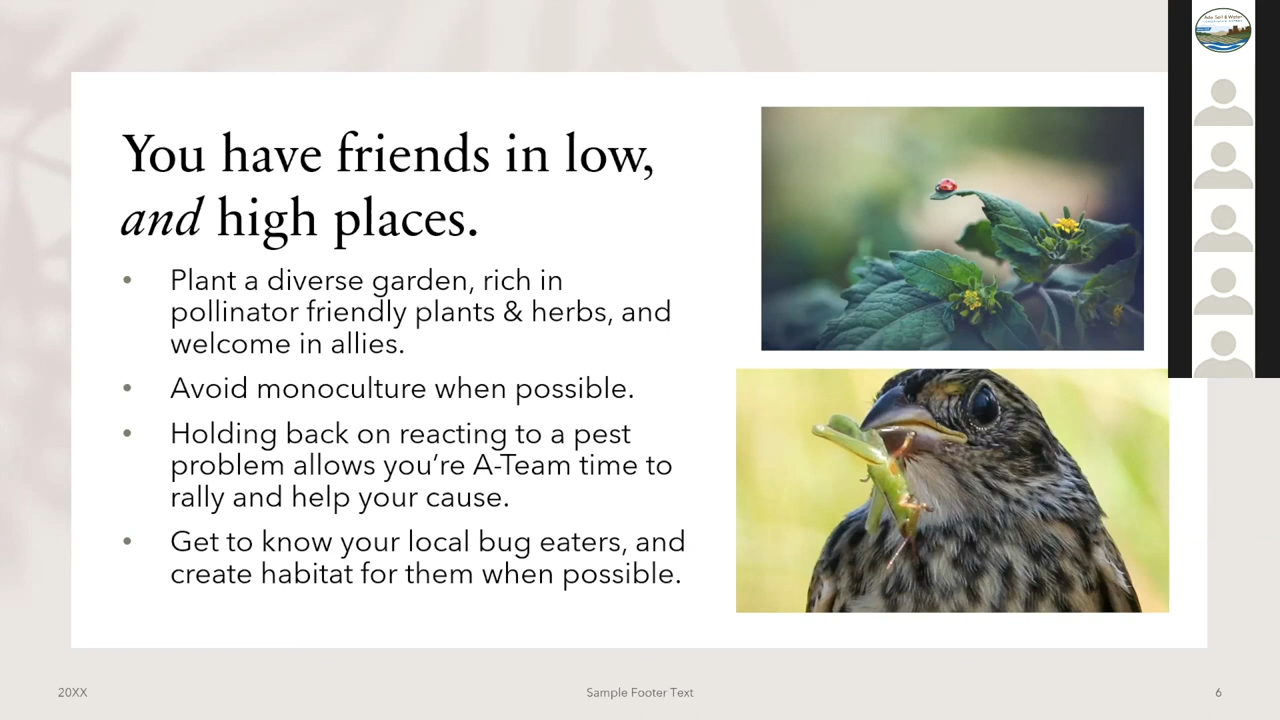 You have friends in low,
and high places.
• Plant a diverse garden, rich in
pollinator friendly plants & herbs, and
welcome in allies.
• Avoid monoculture when possible.
• Holding back on reacting to a pest
problem allows you’re A-Team time to
rally and help your cause.
• Get to know your local bug eaters, and
create habitat for them when possible.
20XX
Sample Footer Text
6
Ada Soil & Water